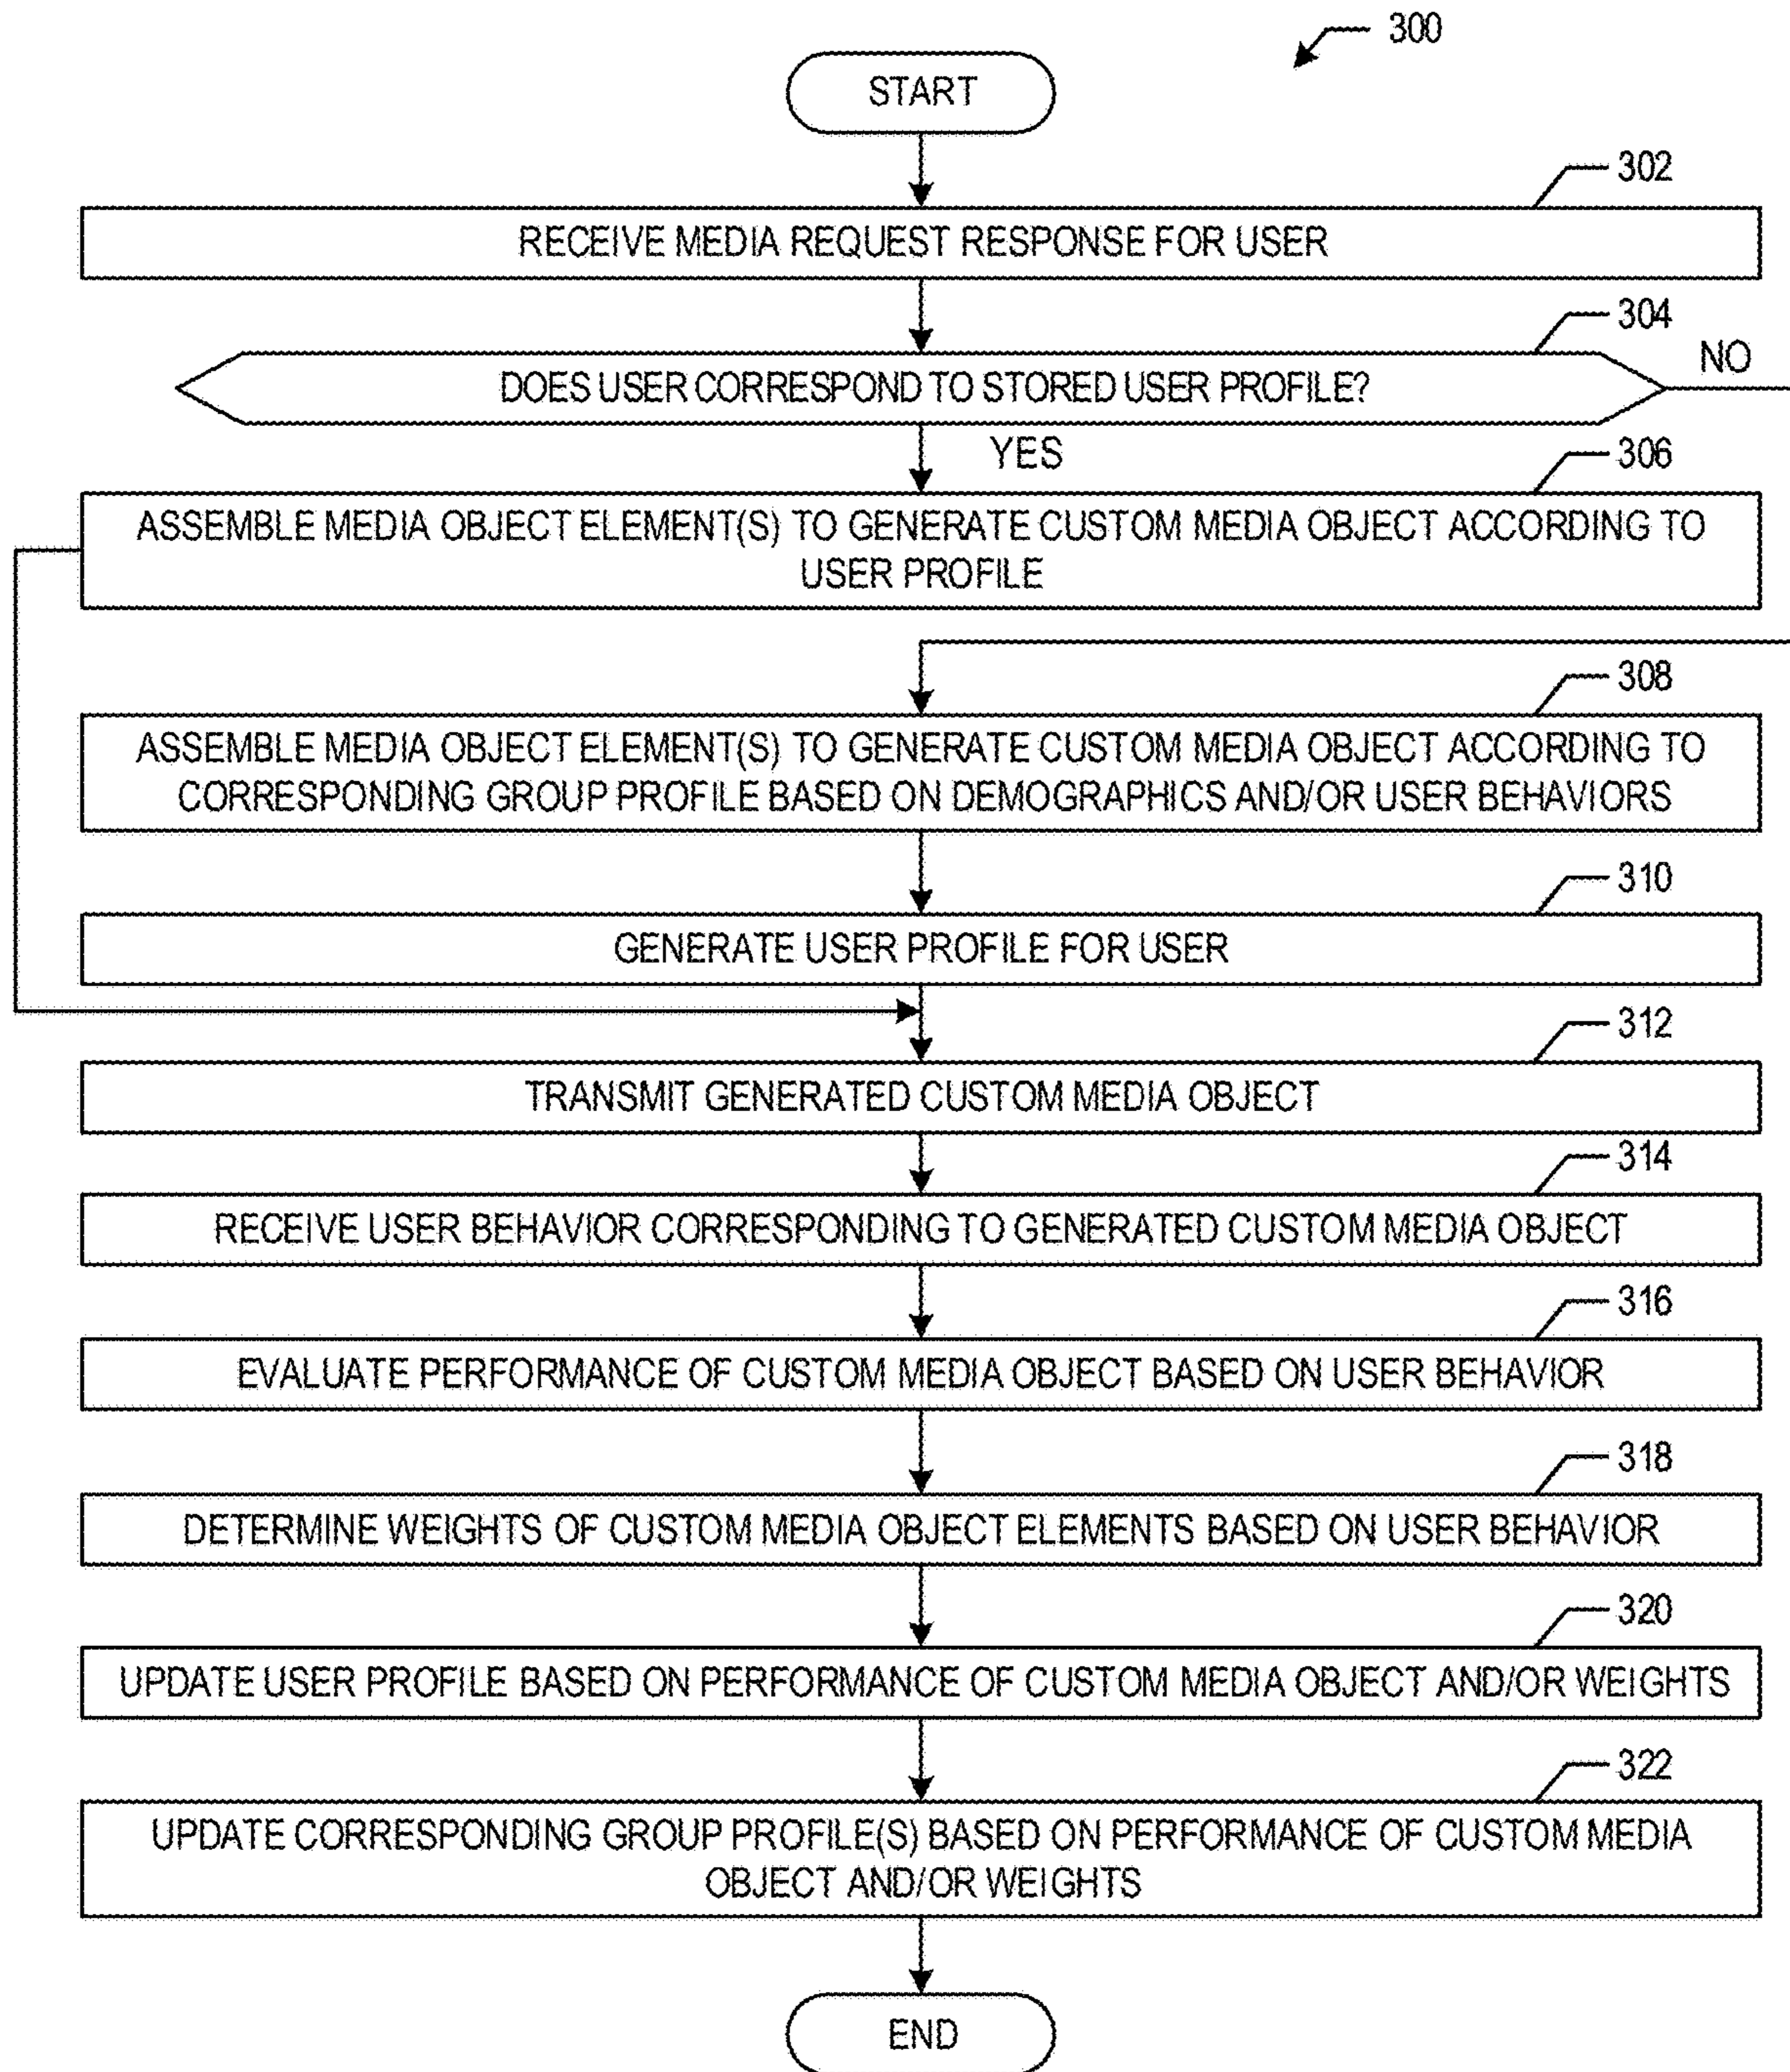 300
START
302
RECEIVE MEDIA REQUEST RESPONSE FOR USER
304
DOES USER CORRESPOND TO STORED USER PROFILE?
NO
YES
306
ASSEMBLE MEDIA OBJECT ELEMENT(S) TO GENERATE CUSTOM MEDIA OBJECT ACCORDING TO
USER PROFILE
308
ASSEMBLE MEDIA OBJECT ELEMENT(S) TO GENERATE CUSTOM MEDIA OBJECT ACCORDING TO
CORRESPONDING GROUP PROFILE BASED ON DEMOGRAPHICS AND/OR USER BEHAVIORS
310
GENERATE USER PROFILE FOR USER
312
TRANSMIT GENERATED CUSTOM MEDIA OBJECT
314
RECEIVE USER BEHAVIOR CORRESPONDING TO GENERATED CUSTOM MEDIA OBJECT
316
EVALUATE PERFORMANCE OF CUSTOM MEDIA OBJECT BASED ON USER BEHAVIOR
318
DETERMINE WEIGHTS OF CUSTOM MEDIA OBJECT ELEMENTS BASED ON USER BEHAVIOR
320
UPDATE USER PROFILE BASED ON PERFORMANCE OF CUSTOM MEDIA OBJECT AND/OR WEIGHTS
322
UPDATE CORRESPONDING GROUP PROFILE(S) BASED ON PERFORMANCE OF CUSTOM MEDIA
OBJECT AND/OR WEIGHTS
END